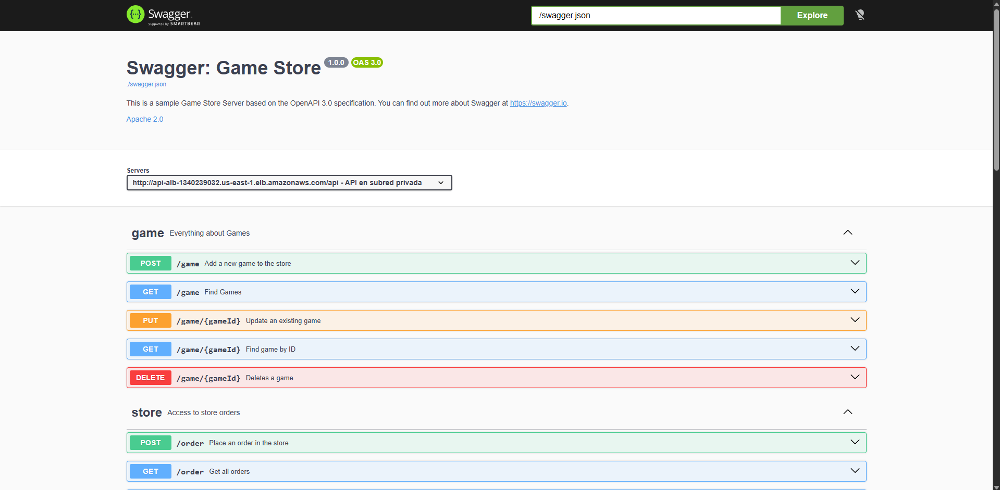 Swagger.
Supported by SMARTBEAR
./swagger.json
Explore
Swagger: Game Store 1.0.0 OAS 3.0
./swagger.json
This is a sample Game Store Server based on the OpenAPI 3.0 specification. You can find out more about Swagger at https://swagger.io.
Apache 2.0
Servers
http://api-alb-1340239032.us-east-1.elb.amazonaws.com/api - API en subred privada
game Everything about Games
POST /game Add a new game to the store
GET /game Find Games
PUT /game/{gameId} Update an existing game
GET /game/{gameId} Find game by ID
DELETE /game/{gameId} Deletes a game
store Access to store orders
POST /order Place an order in the store
GET /order Get all orders